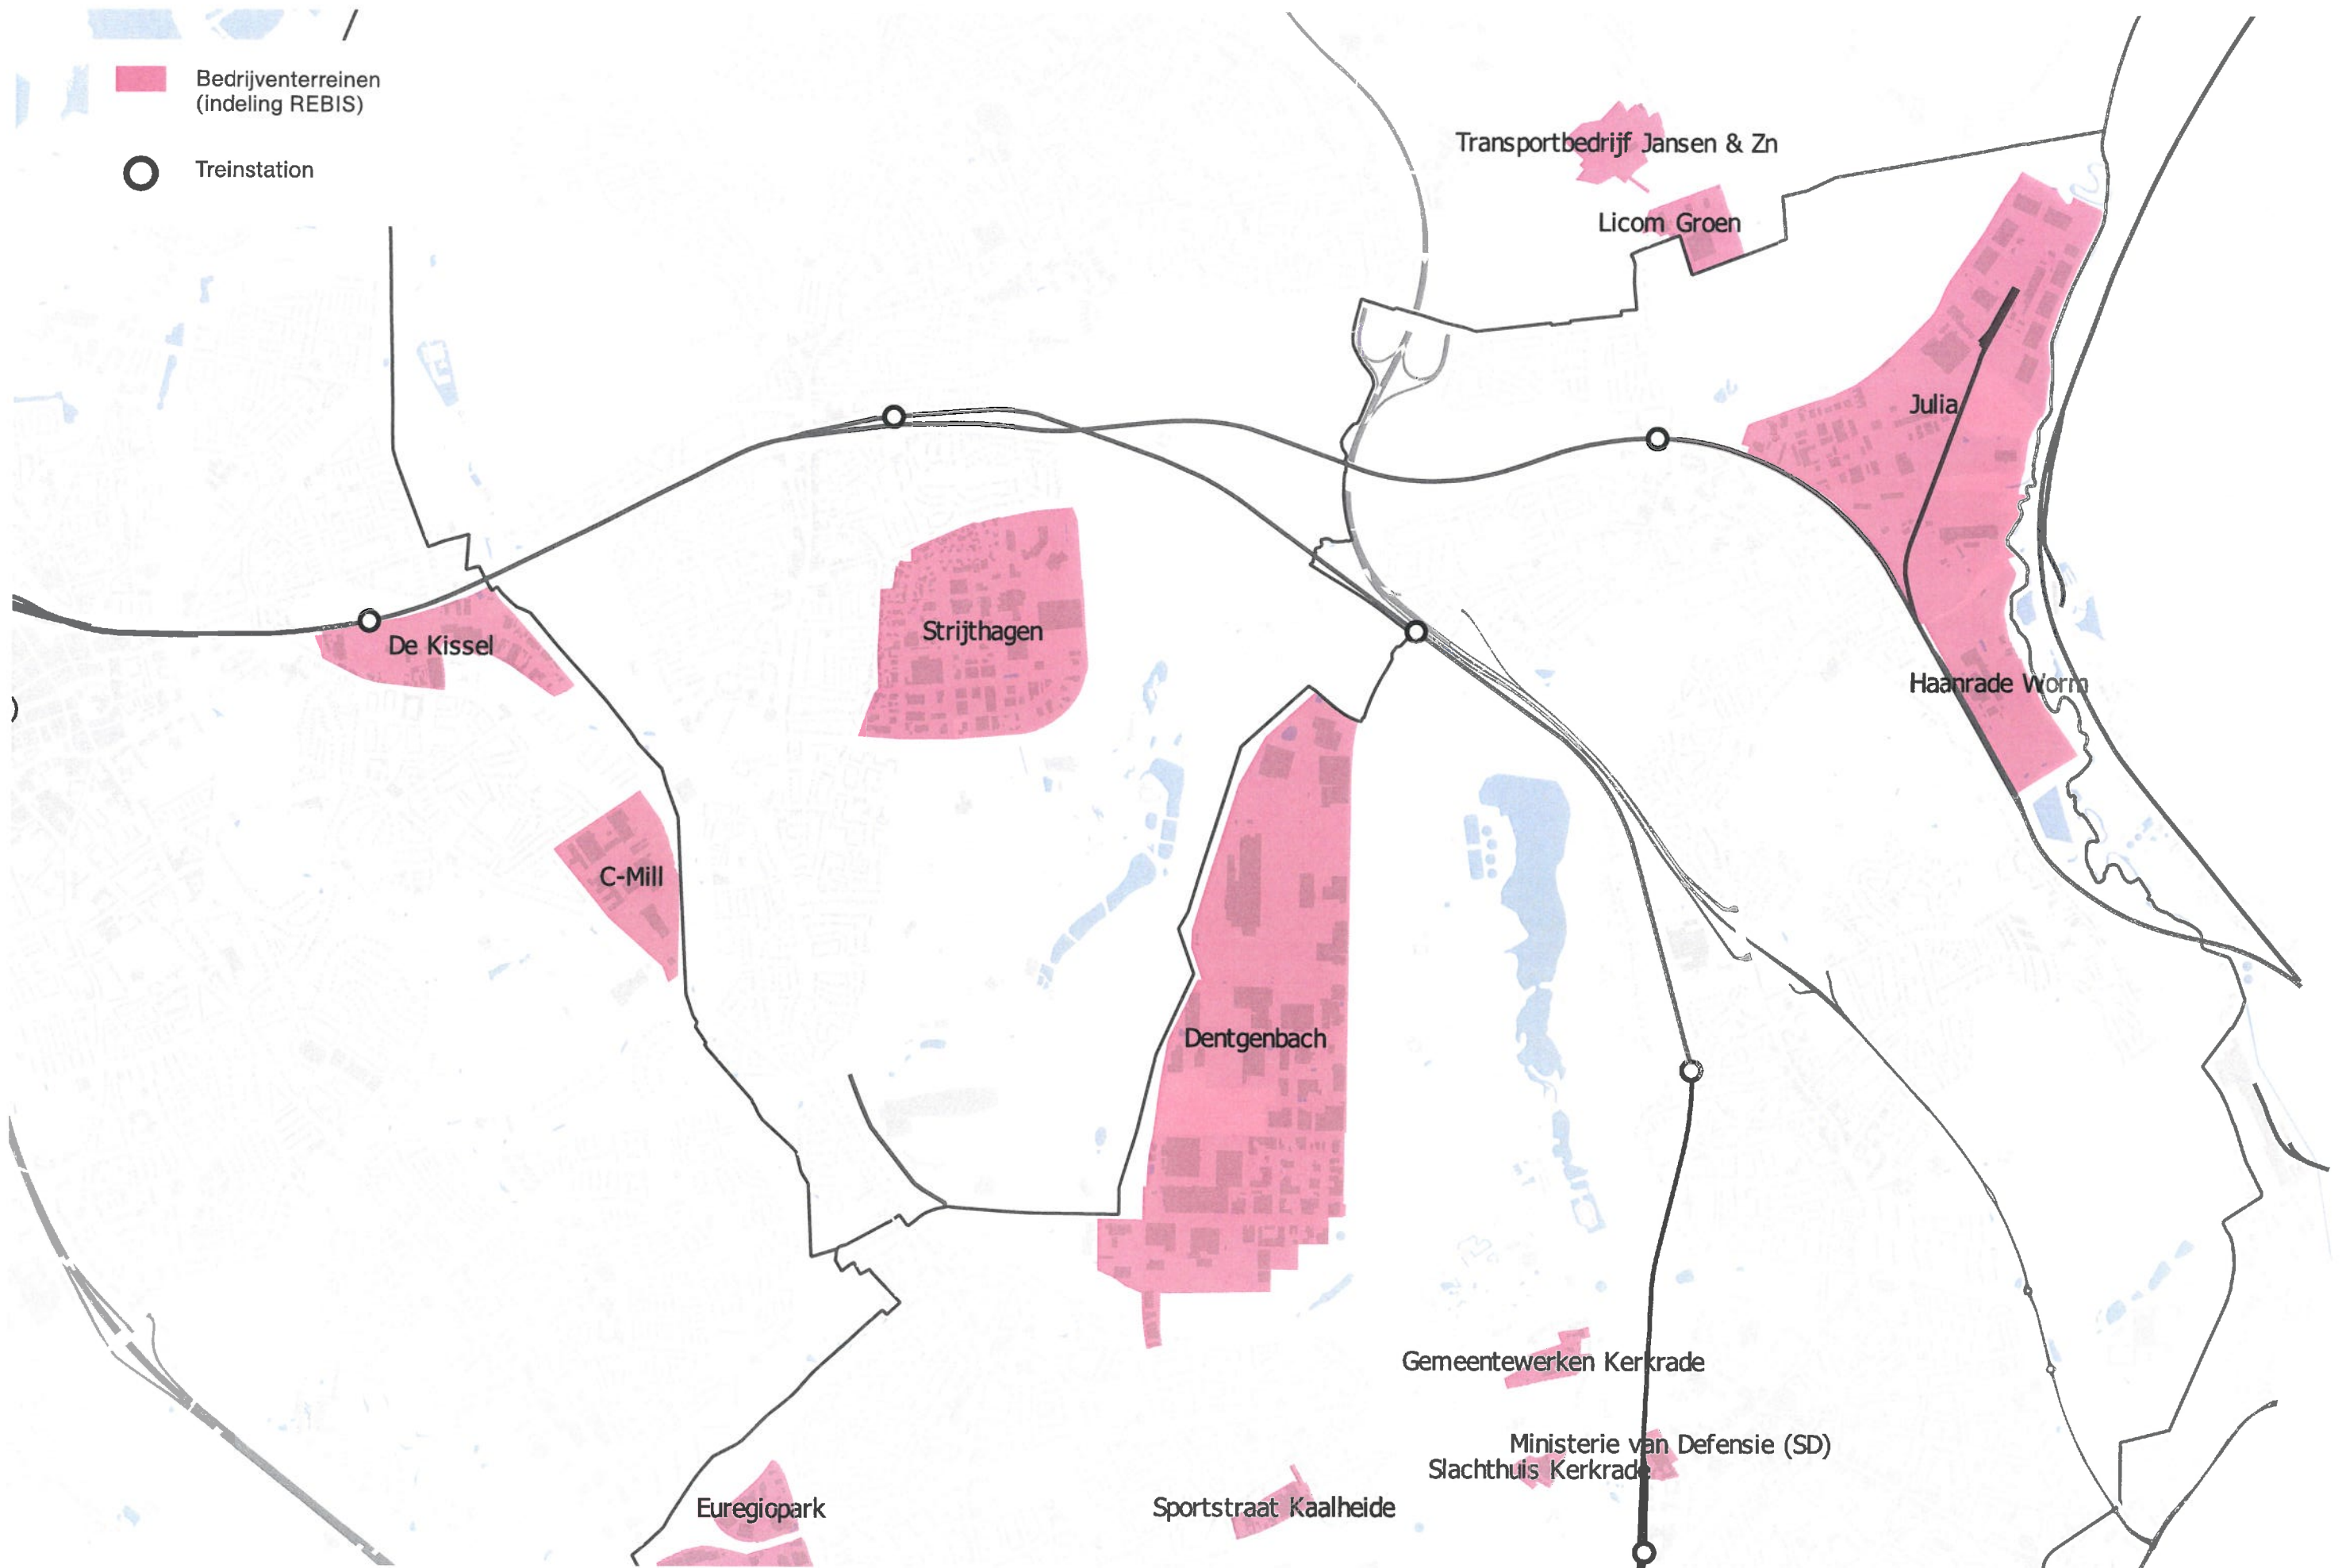 Bedrijventerreinen
(indeling REBIS)
Treinstation
Transportbedrijf Jansen & Zn
Licom Groen
Julia
De Kissel
Strijthagen
Haanrade Worm
C-Mill
Dentgenbach
Gemeentewerken Kerkrade
Ministerie van Defensie (SD)
Slachthuis Kerkrade
Euregiopark
Sportstraat Kaalheide